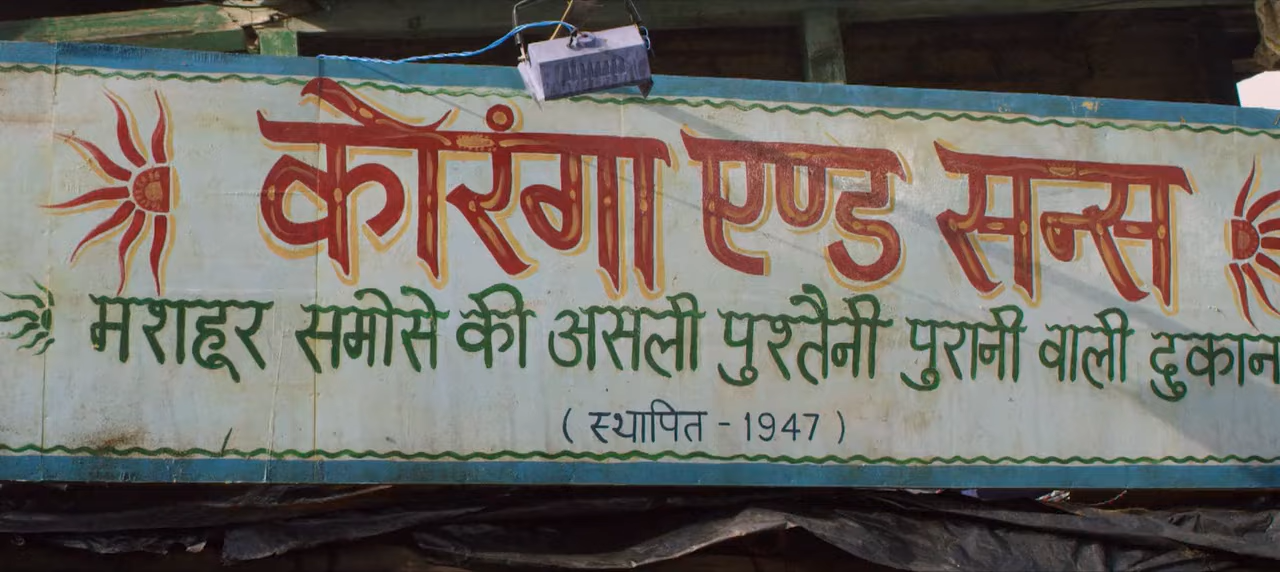 कोरंगा एण्ड सन्स
मशहूर समोसे की असली पुश्तैनी पुरानी वाली दुकान
( स्थापित - 1947 )